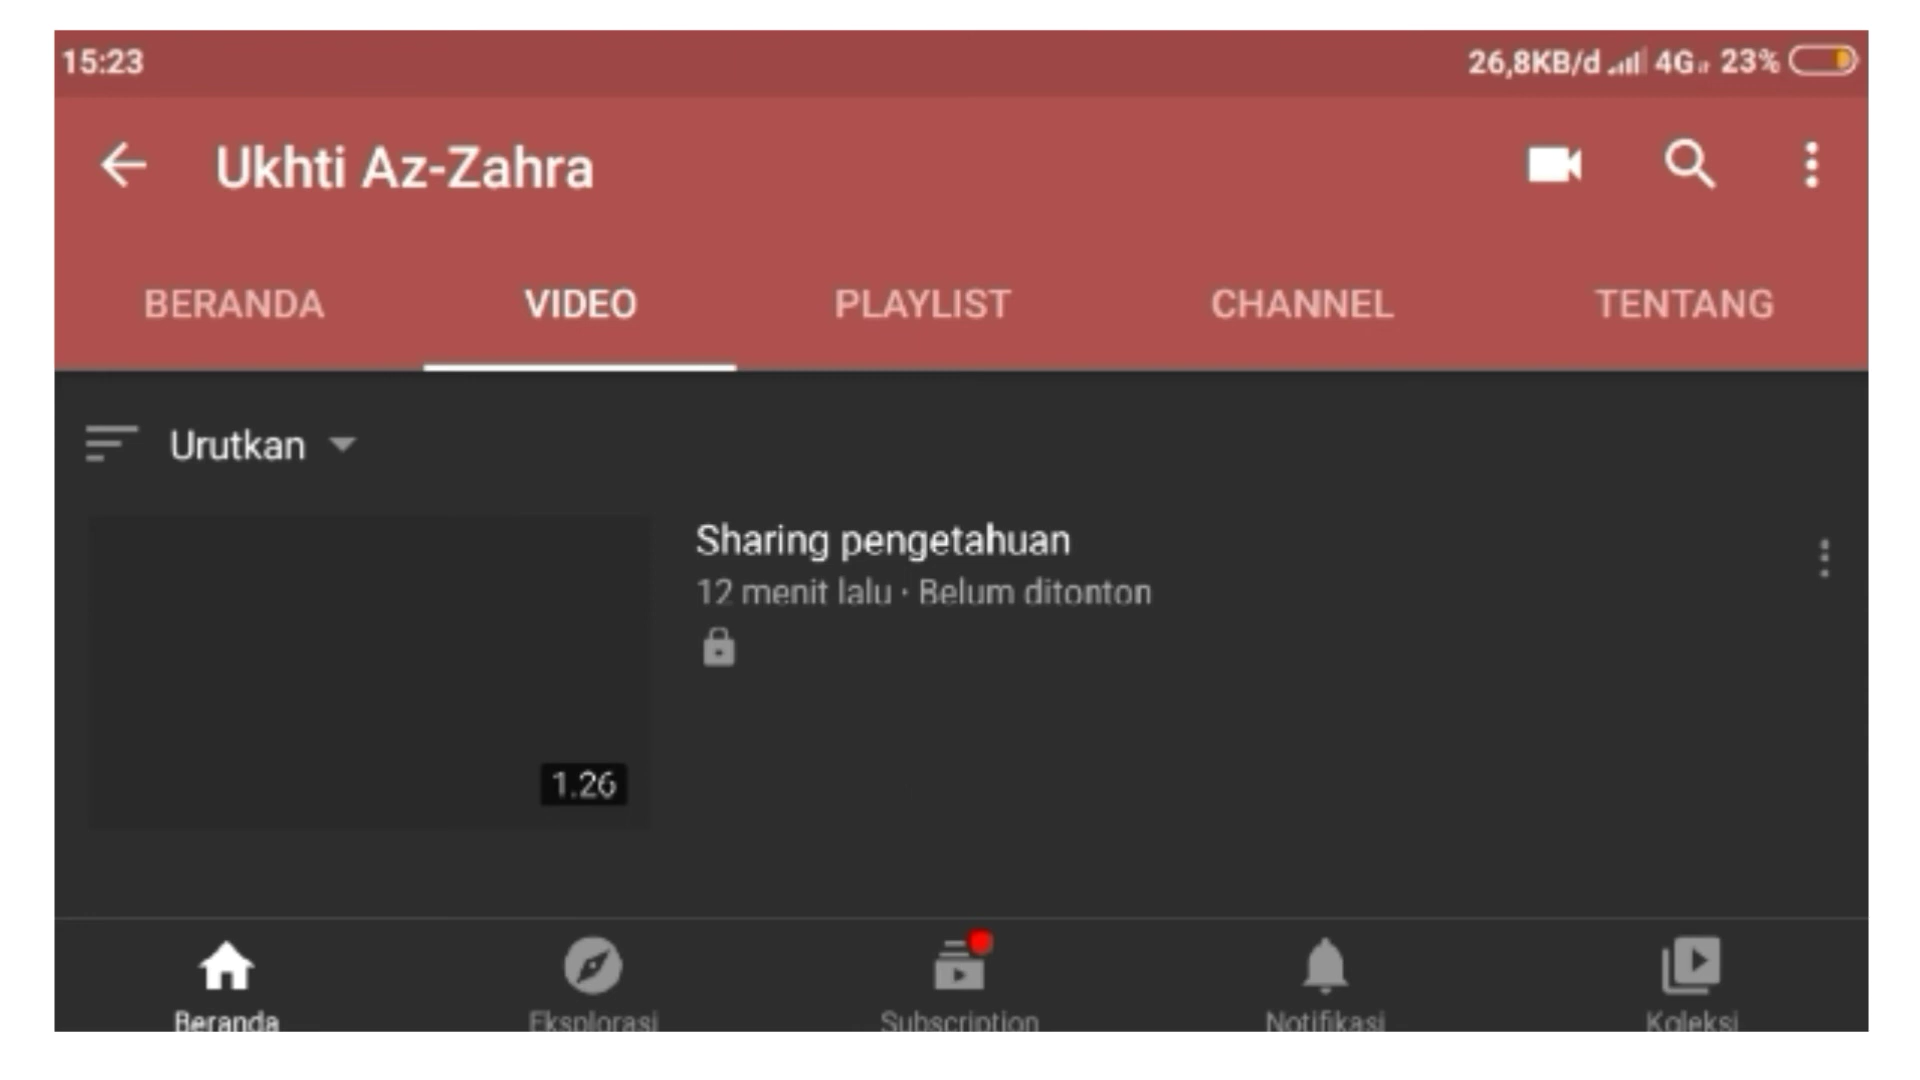 15:23 26,8KB/d 4G 23%
Ukhti Az-Zahra
BERANDA VIDEO PLAYLIST CHANNEL TENTANG
Urutkan
Sharing pengetahuan
12 menit lalu · Belum ditonton
1.26
Beranda Eksplorasi Subscription Notifikasi Koleksi